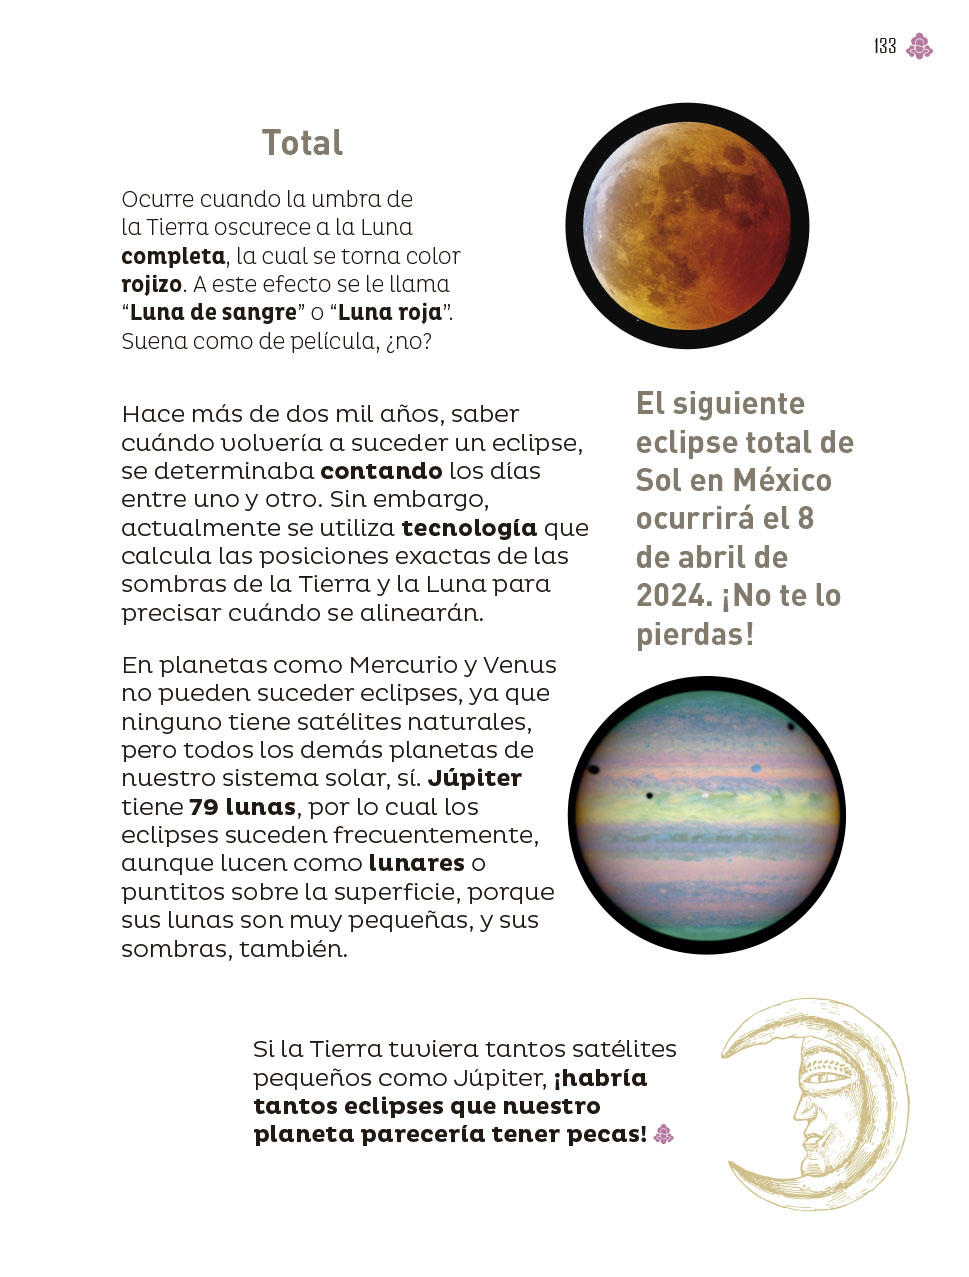 133
Total
Ocurre cuando la umbra de
la Tierra oscurece a la Luna
completa, la cual se torna color
rojizo. A este efecto se le llama
“Luna de sangre” o “Luna roja”.
Suena como de película, ¿no?
Hace más de dos mil años, saber
cuándo volvería a suceder un eclipse,
se determinaba contando los días
entre uno y otro. Sin embargo,
actualmente se utiliza tecnología que
calcula las posiciones exactas de las
sombras de la Tierra y la Luna para
precisar cuándo se alinearán.
El siguiente
eclipse total de
Sol en México
ocurrirá el 8
de abril de
2024. ¡No te lo
pierdas!
En planetas como Mercurio y Venus
no pueden suceder eclipses, ya que
ninguno tiene satélites naturales,
pero todos los demás planetas de
nuestro sistema solar, sí. Júpiter
tiene 79 lunas, por lo cual los
eclipses suceden frecuentemente,
aunque lucen como lunares o
puntitos sobre la superficie, porque
sus lunas son muy pequeñas, y sus
sombras, también.
Si la Tierra tuviera tantos satélites
pequeños como Júpiter, ¡habría
tantos eclipses que nuestro
planeta parecería tener pecas!